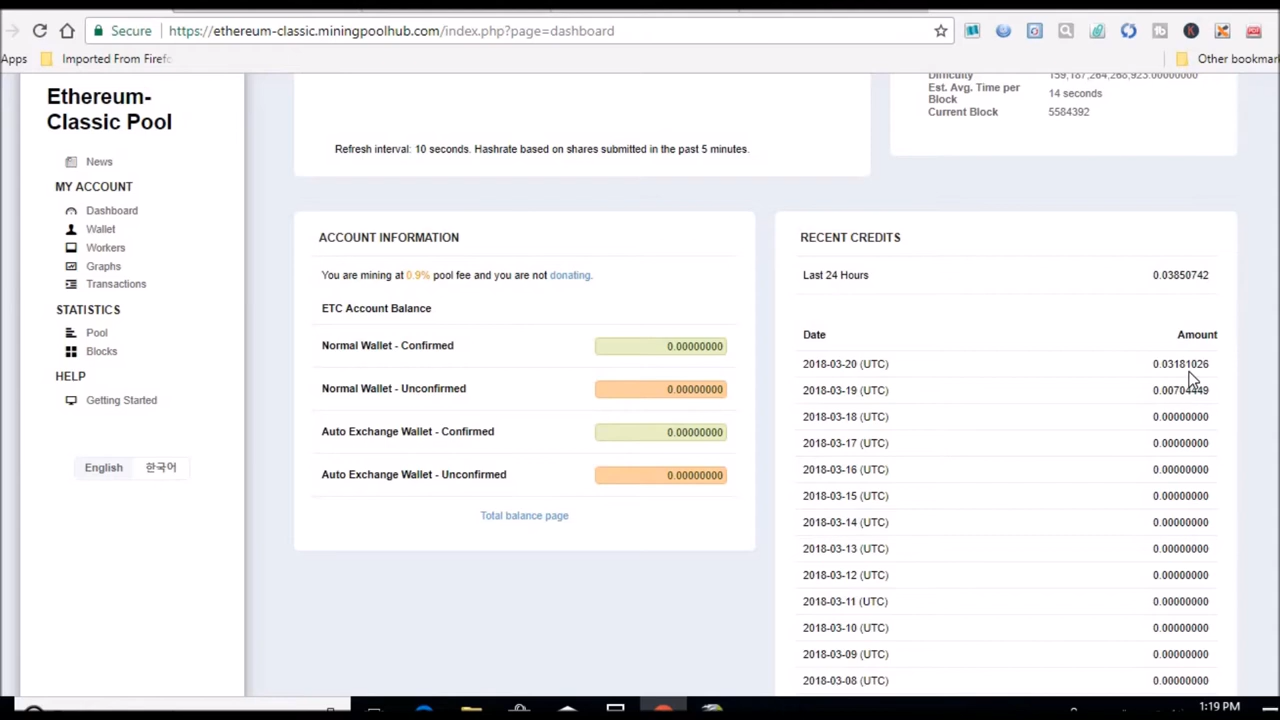 Secure https://ethereum-classic.miningpoolhub.com/index.php?page=dashboard
Apps Imported From Firefo Other bookmar
Ethereum-
Classic Pool
News
MY ACCOUNT
Dashboard
Wallet
Workers
Graphs
Transactions
STATISTICS
Pool
Blocks
HELP
Getting Started
English 한국어
Refresh interval: 10 seconds. Hashrate based on shares submitted in the past 5 minutes.
Difficulty 159,187,264,268,923.00000000
Est. Avg. Time per
Block 14 seconds
Current Block 5584392
ACCOUNT INFORMATION
You are mining at 0.9% pool fee and you are not donating.
ETC Account Balance
Normal Wallet - Confirmed 0.00000000
Normal Wallet - Unconfirmed 0.00000000
Auto Exchange Wallet - Confirmed 0.00000000
Auto Exchange Wallet - Unconfirmed 0.00000000
Total balance page
RECENT CREDITS
Last 24 Hours 0.03850742
Date Amount
2018-03-20 (UTC) 0.03181026
2018-03-19 (UTC) 0.00704449
2018-03-18 (UTC) 0.00000000
2018-03-17 (UTC) 0.00000000
2018-03-16 (UTC) 0.00000000
2018-03-15 (UTC) 0.00000000
2018-03-14 (UTC) 0.00000000
2018-03-13 (UTC) 0.00000000
2018-03-12 (UTC) 0.00000000
2018-03-11 (UTC) 0.00000000
2018-03-10 (UTC) 0.00000000
2018-03-09 (UTC) 0.00000000
2018-03-08 (UTC) 0.00000000
1:19 PM